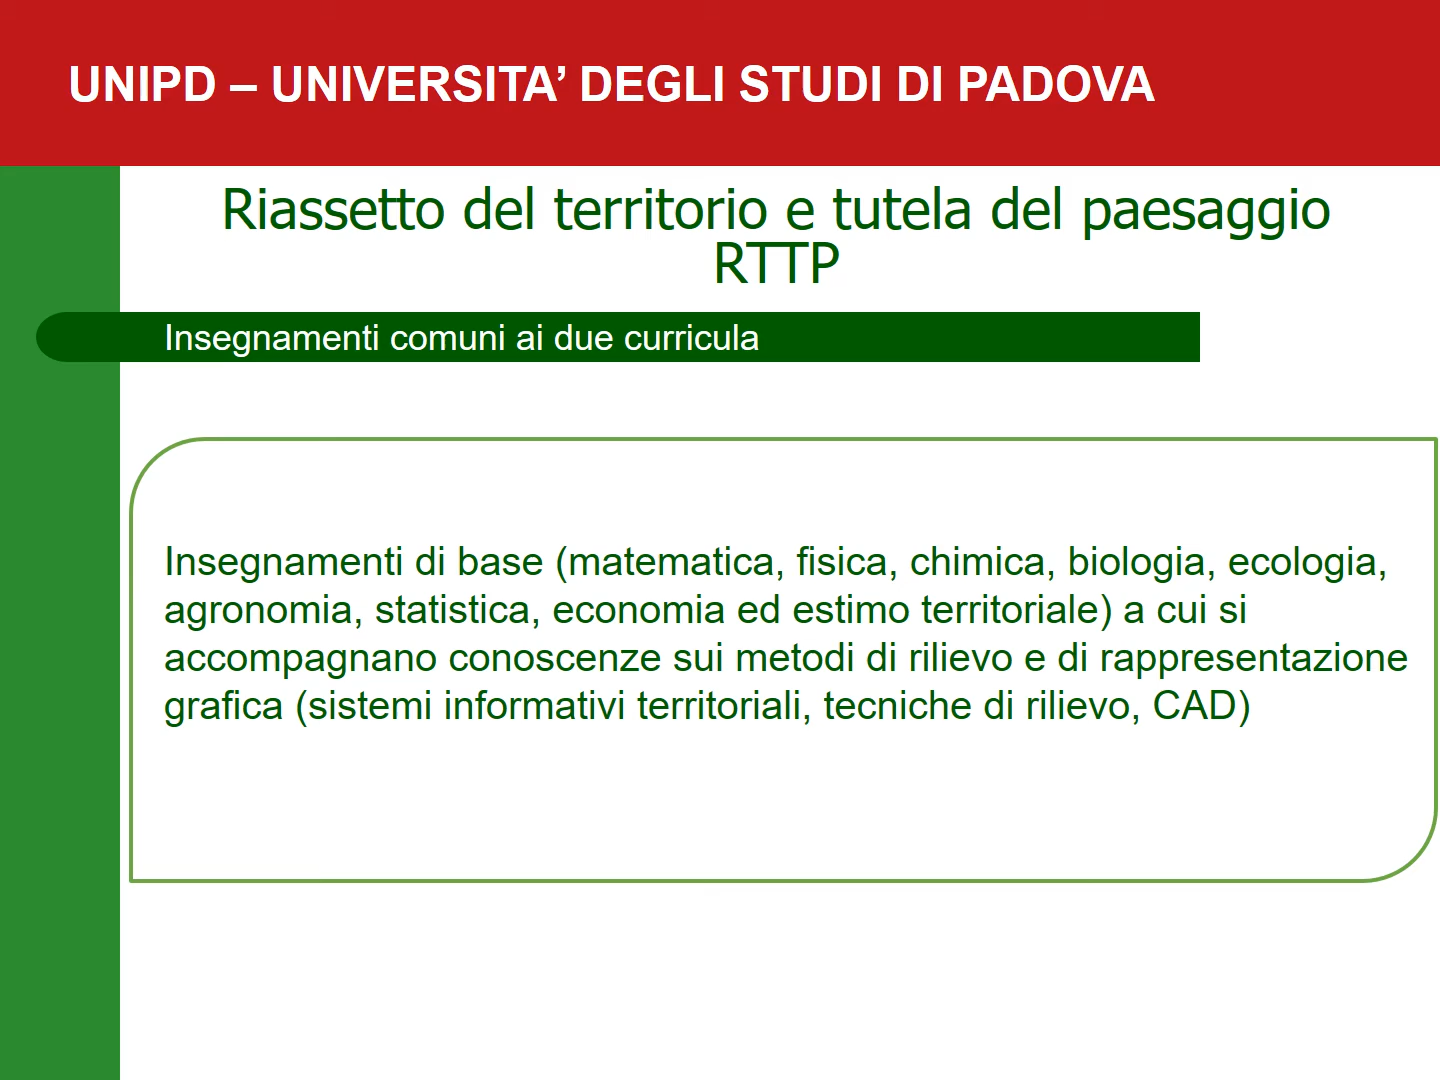 UNIPD – UNIVERSITA’ DEGLI STUDI DI PADOVA
Riassetto del territorio e tutela del paesaggio
RTTP
Insegnamenti comuni ai due curricula
Insegnamenti di base (matematica, fisica, chimica, biologia, ecologia,
agronomia, statistica, economia ed estimo territoriale) a cui si
accompagnano conoscenze sui metodi di rilievo e di rappresentazione
grafica (sistemi informativi territoriali, tecniche di rilievo, CAD)